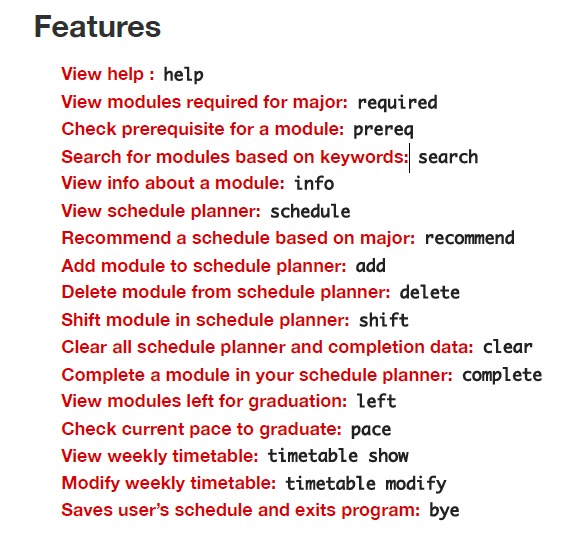 Features
View help : help
View modules required for major: required
Check prerequisite for a module: prereq
Search for modules based on keywords: search
View info about a module: info
View schedule planner: schedule
Recommend a schedule based on major: recommend
Add module to schedule planner: add
Delete module from schedule planner: delete
Shift module in schedule planner: shift
Clear all schedule planner and completion data: clear
Complete a module in your schedule planner: complete
View modules left for graduation: left
Check current pace to graduate: pace
View weekly timetable: timetable show
Modify weekly timetable: timetable modify
Saves user’s schedule and exits program: bye